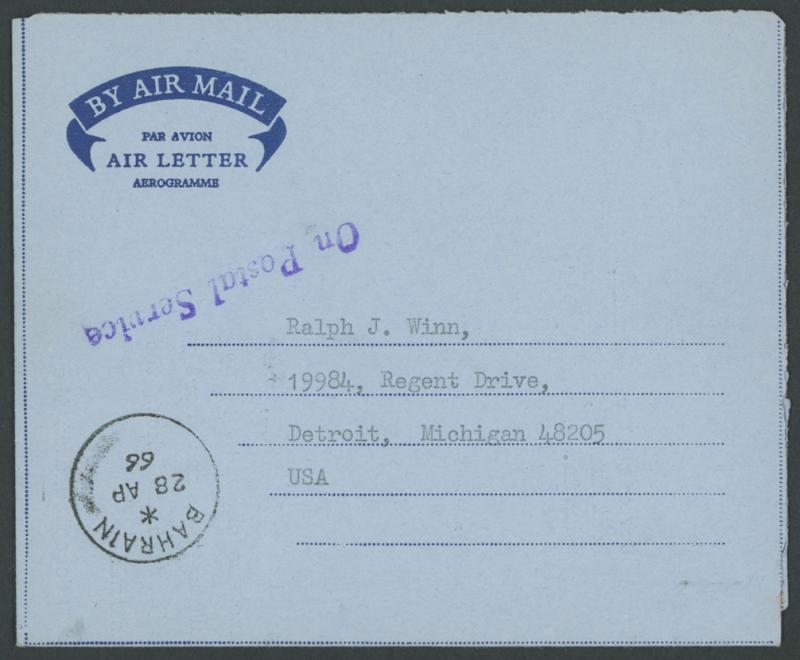 BY AIR MAIL
PAR AVION
AIR LETTER
AEROGRAMME
On Postal Service
Ralph J. Winn,
19984, Regent Drive,
Detroit, Michigan 48205
USA
BAHRAIN
*
28 AP
66